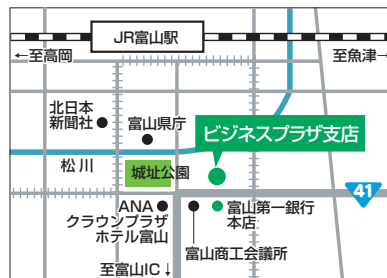 JR富山駅
←至高岡
至魚津→
北日本
新聞社
富山県庁
ビジネスプラザ支店
松川
城址公園
41
ANA
クラウンプラザ
ホテル富山
富山第一銀行
本店
富山商工会議所
至富山IC↓